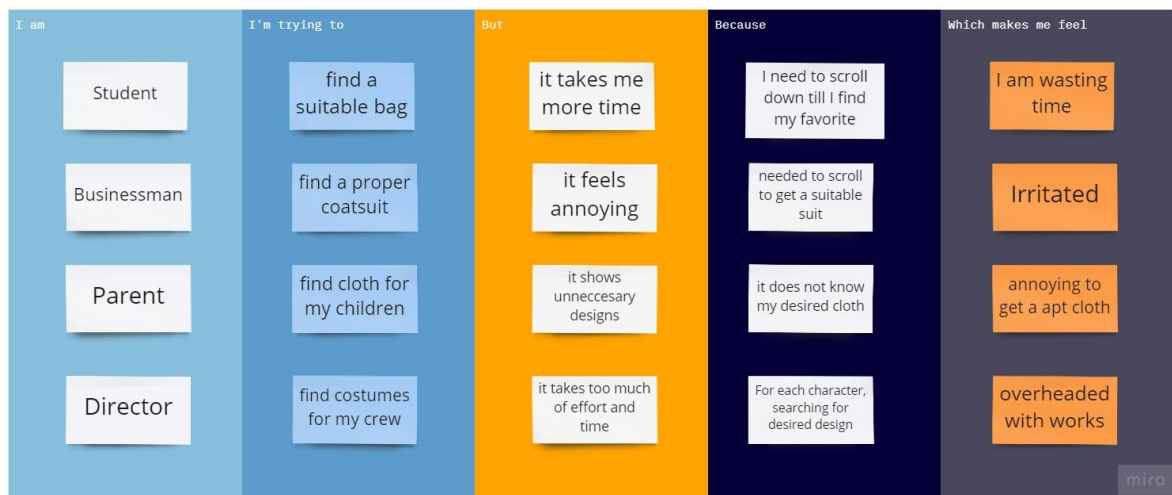 I am
I'm trying to
But
Because
Which makes me feel
Student
find a
suitable bag
it takes me
more time
I need to scroll
down till I find
my favorite
I am wasting
time
Businessman
find a proper
coatsuit
it feels
annoying
needed to scroll
to get a suitable
suit
Irritated
Parent
find cloth for
my children
it shows
unneccesary
designs
it does not know
my desired cloth
annoying to
get a apt cloth
Director
find costumes
for my crew
it takes too much
of effort and
time
For each character,
searching for
desired design
overheaded
with works
miro